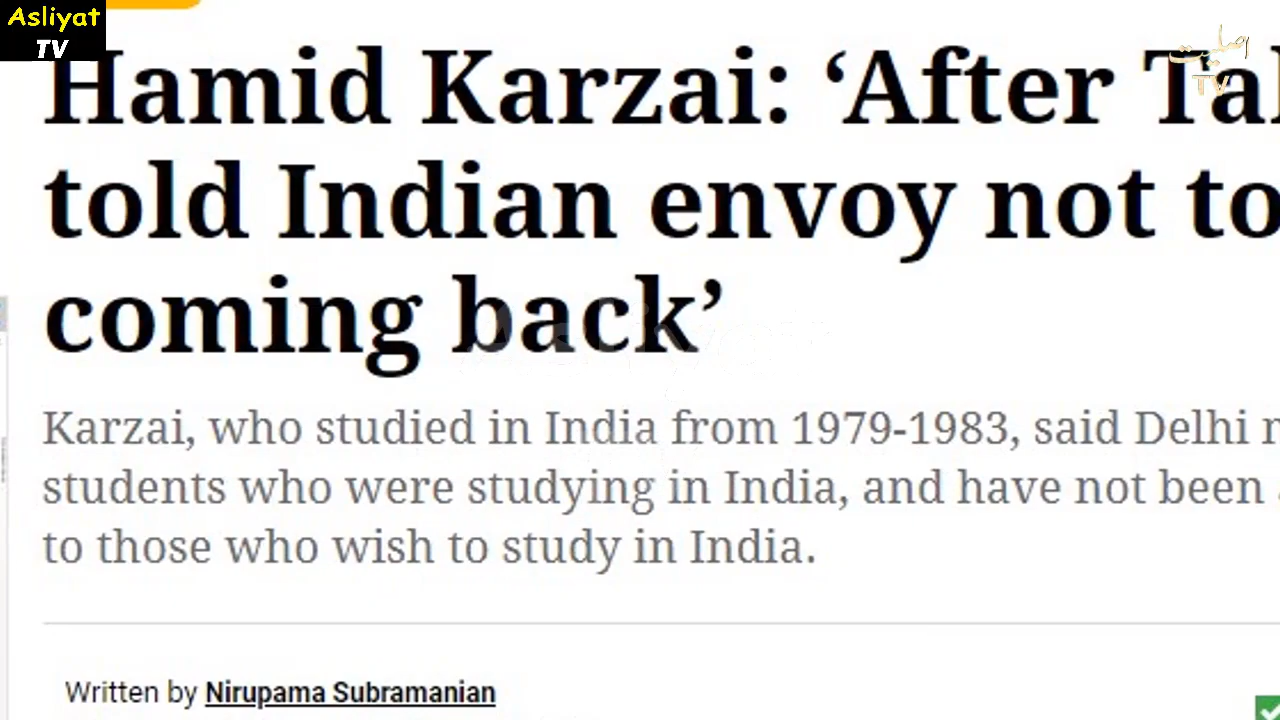 Asliyat
TV
اصلیت
TV
Hamid Karzai: ‘After
told Indian envoy not to
coming back’
Karzai, who studied in India from 1979-1983, said Delhi
students who were studying in India, and have not been
to those who wish to study in India.
Written by Nirupama Subramanian